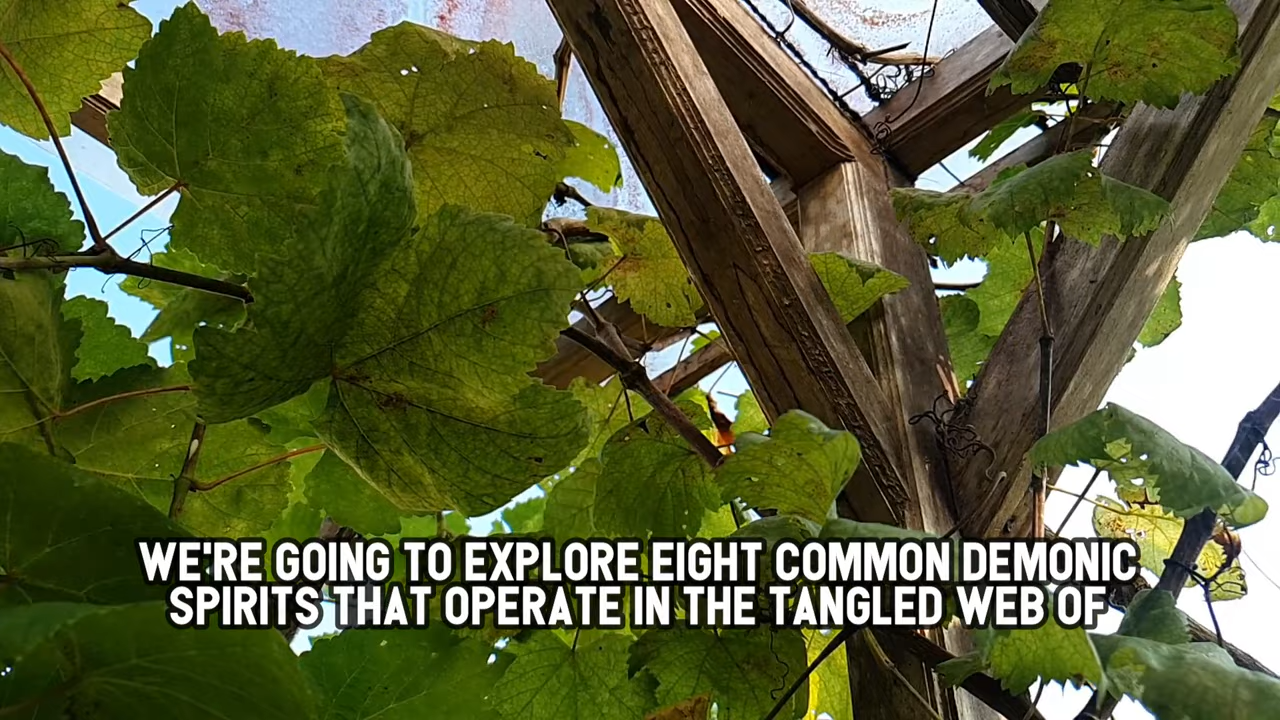 WE'RE GOING TO EXPLORE EIGHT COMMON DEMONIC
SPIRITS THAT OPERATE IN THE TANGLED WEB OF